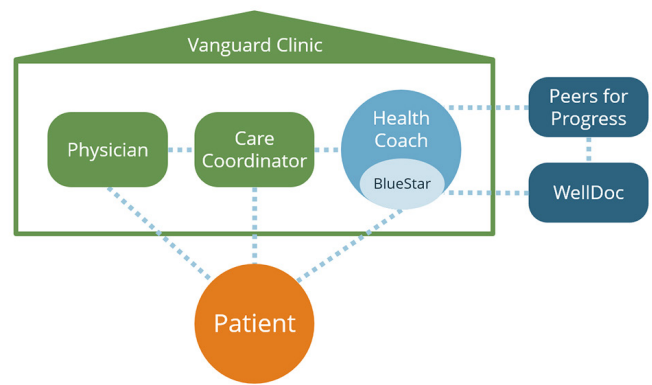 Vanguard Clinic
Physician
Care
Coordinator
Health
Coach
BlueStar
Peers for
Progress
WellDoc
Patient